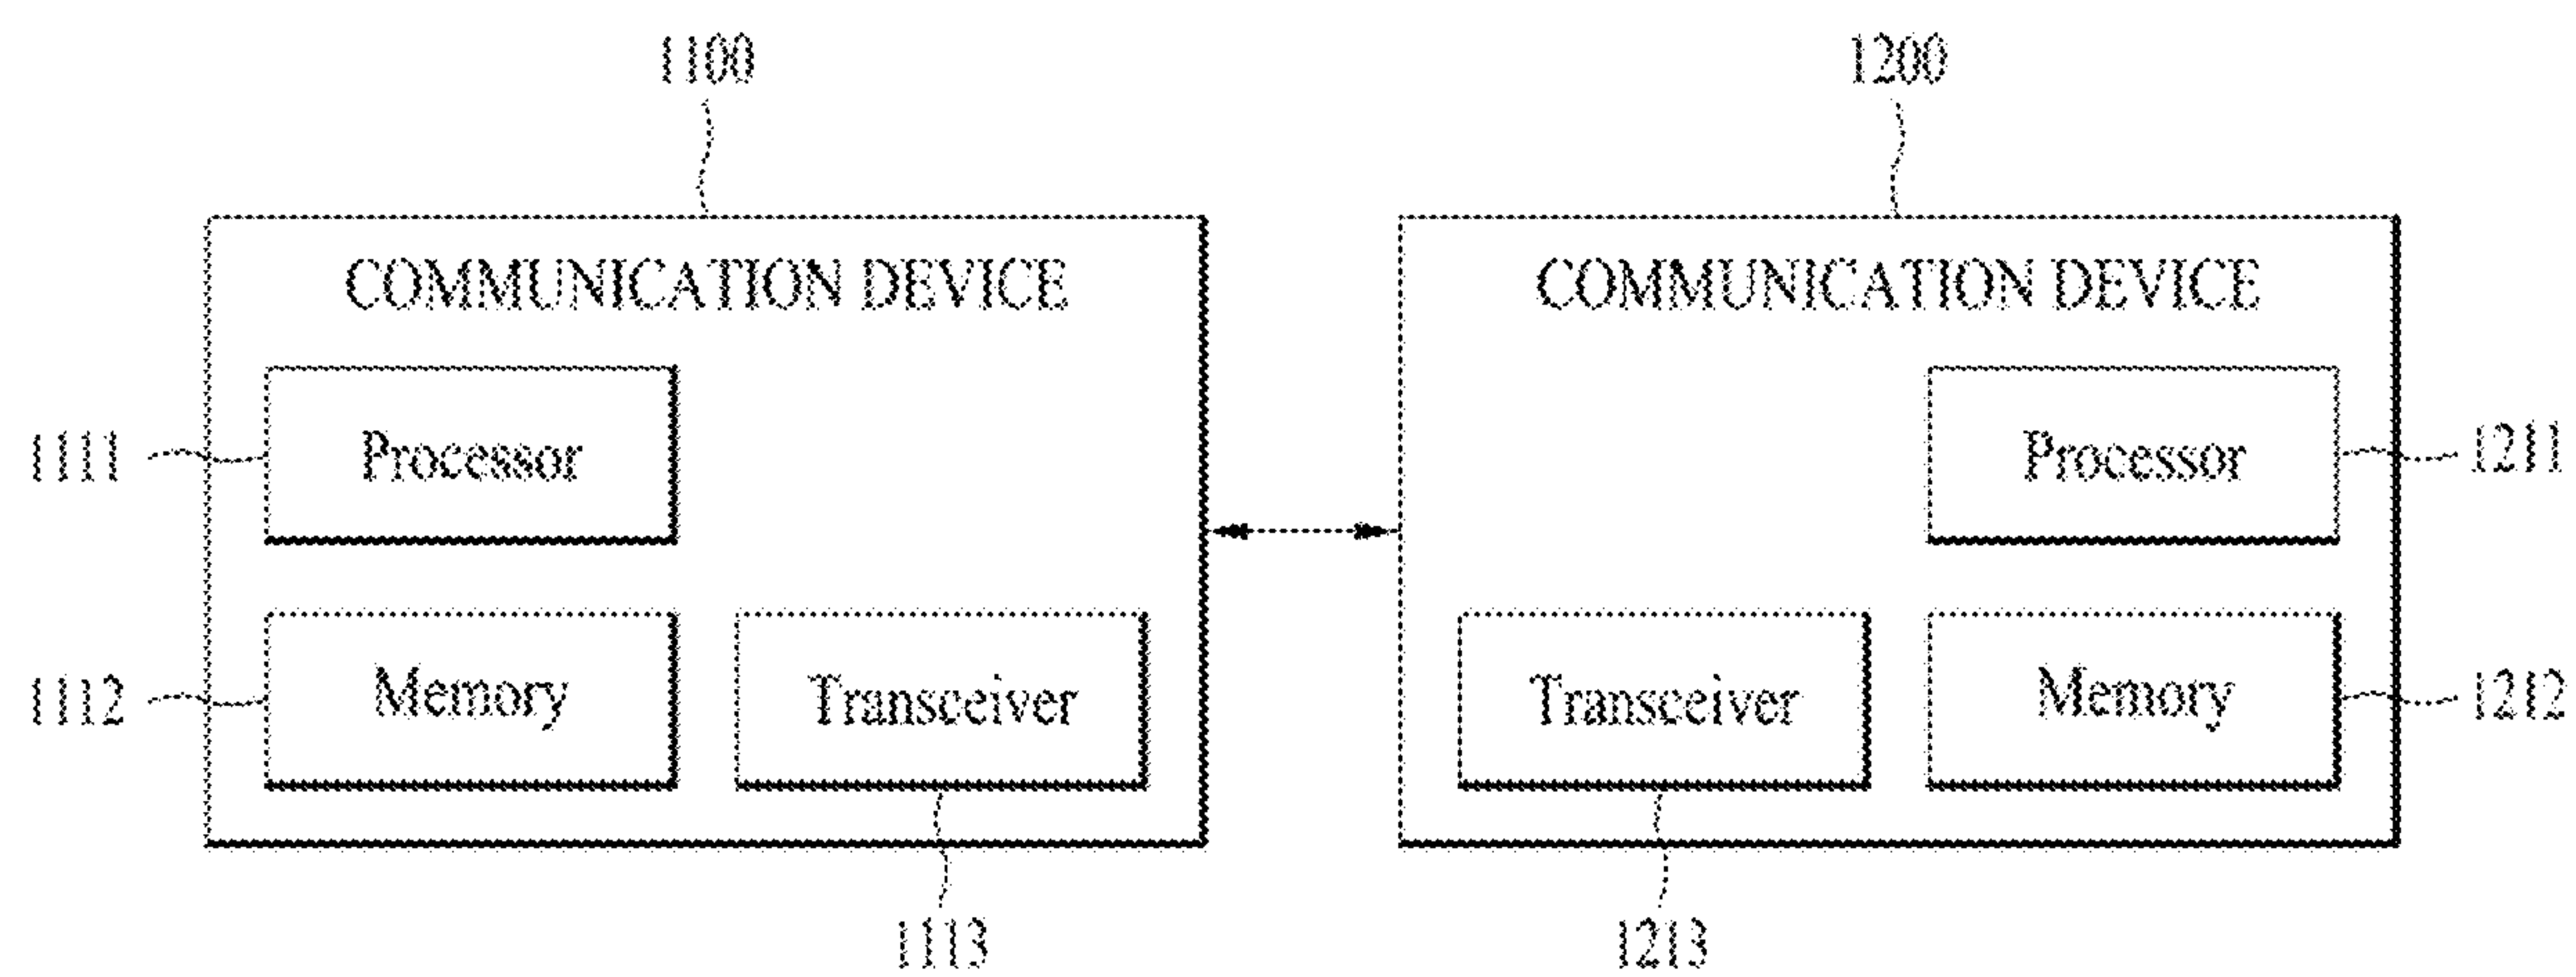 1100
1200
COMMUNICATION DEVICE
COMMUNICATION DEVICE
1111
Processor
Processor
1211
1112
Memory
Transceiver
Transceiver
Memory
1212
1113
1213